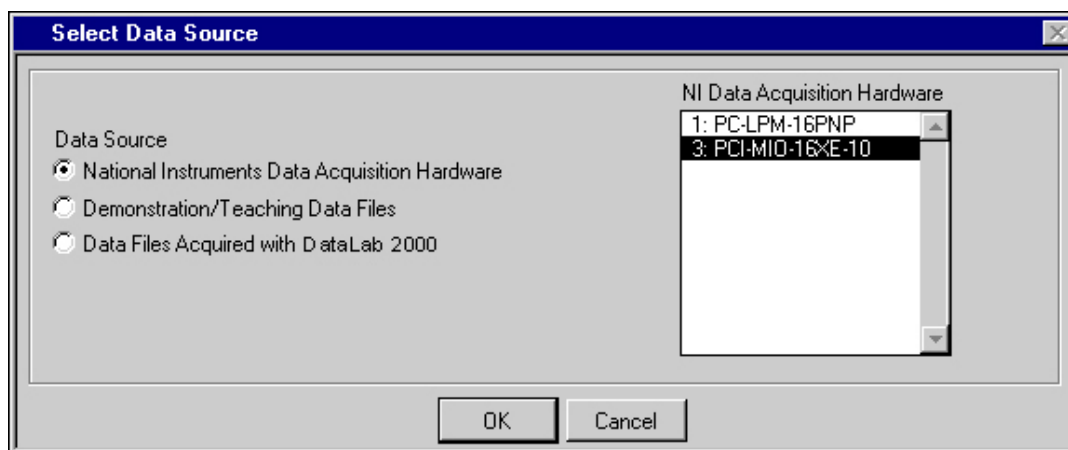 Select Data Source
NI Data Acquisition Hardware
1: PC-LPM-16PNP
3: PCI-MIO-16XE-10
Data Source
National Instruments Data Acquisition Hardware
Demonstration/Teaching Data Files
Data Files Acquired with DataLab 2000
OK
Cancel